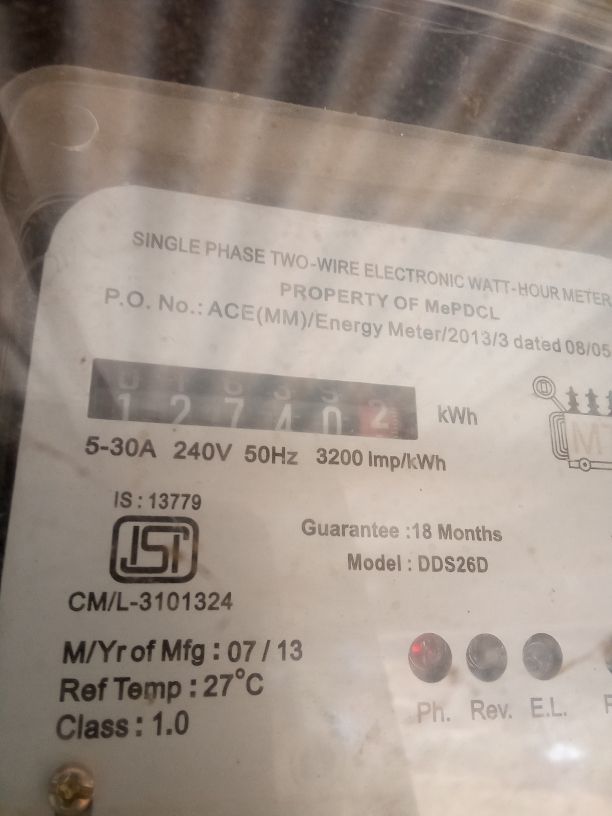 SINGLE PHASE TWO-WIRE ELECTRONIC WATT-HOUR METER
PROPERTY OF MePDCL
P.O. No.: ACE(MM)/Energy Meter/2013/3 dated 08/05
12740 2 kWh
5-30A 240V 50Hz 3200 Imp/kWh
IS : 13779
ISI
Guarantee :18 Months
Model : DDS26D
CM/L-3101324
M/Yr of Mfg : 07 / 13
Ref Temp : 27°C
Class : 1.0
Ph. Rev. E.L.